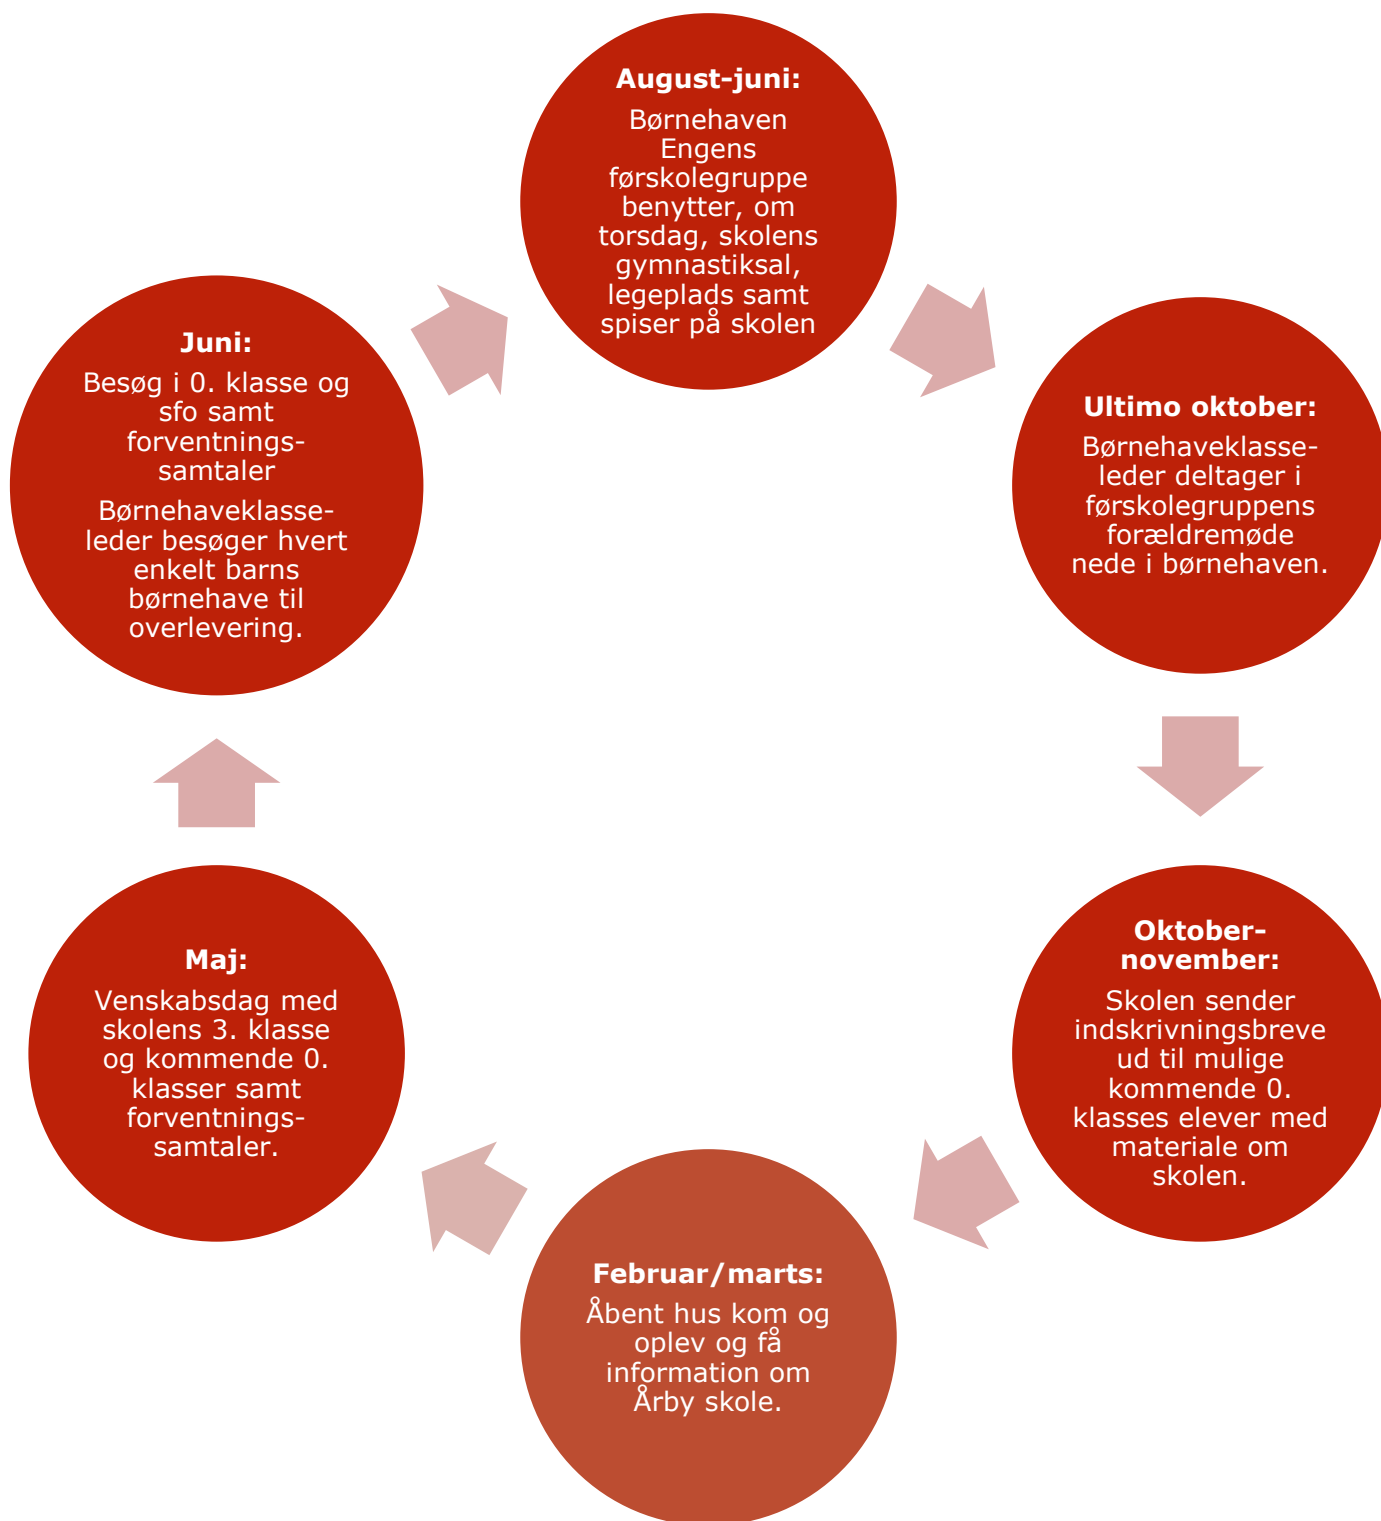 August-juni:
Børnehaven
Engens
førskolegruppe
benytter, om
torsdag, skolens
gymnastiksal,
legeplads samt
spiser på skolen
Ultimo oktober:
Børnehaveklasse-
leder deltager i
førskolegruppens
forældremøde
nede i børnehaven.
Oktober-
november:
Skolen sender
indskrivningsbreve
ud til mulige
kommende 0.
klasses elever med
materiale om
skolen.
Februar/marts:
Åbent hus kom og
oplev og få
information om
Årby skole.
Maj:
Venskabsdag med
skolens 3. klasse
og kommende 0.
klasser samt
forventnings-
samtaler.
Juni:
Besøg i 0. klasse og
sfo samt
forventnings-
samtaler
Børnehaveklasse-
leder besøger hvert
enkelt barns
børnehave til
overlevering.